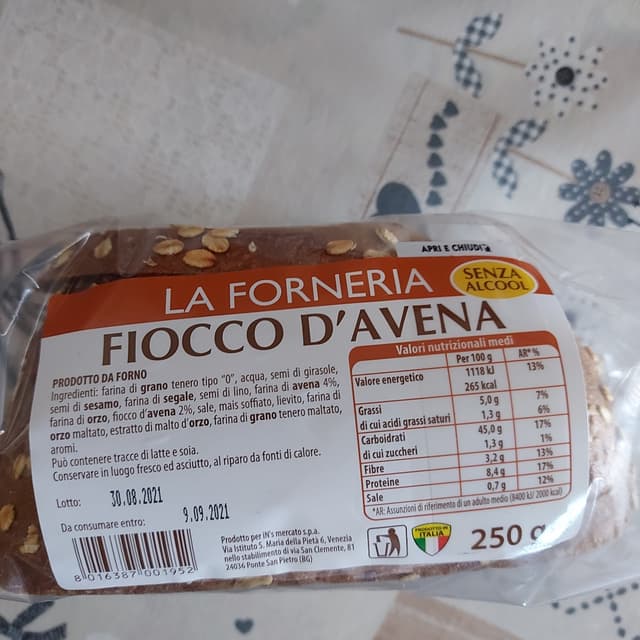 APRI E CHIUDI
SENZA
ALCOOL
LA FORNERIA
FIOCCO D'AVENA
PRODOTTO DA FORNO
Ingredienti: farina di grano tenero tipo "0", acqua, semi di girasole,
semi di sesamo, farina di segale, semi di lino, farina di avena 4%,
farina di orzo, fiocco d'avena 2%, sale, mais soffiato, lievito, farina di
orzo maltato, estratto di malto d'orzo, farina di grano tenero maltato,
aromi.
Può contenere tracce di latte e soia.
Conservare in luogo fresco ed asciutto, al riparo da fonti di calore.
Lotto: 30.08.2021
Da consumare entro: 9.09.2021
8 016387 001952
Valori nutrizionali medi
Per 100 g AR* %
Valore energetico 1118 kJ 13%
265 kcal
Grassi 5,0 g 7%
di cui acidi grassi saturi 1,3 g 6%
Carboidrati 45,0 g 17%
di cui zuccheri 1,3 g 1%
Fibre 3,2 g 13%
Proteine 8,4 g 17%
Sale 0,7 g 12%
*AR: Assunzioni di riferimento di un adulto medio (8400 kJ/ 2000 kcal)
Prodotto per IN's mercato s.p.a.
Via Istituto S. Maria della Pietà 6, Venezia
nello stabilimento di via San Clemente, 81
24036 Ponte San Pietro (BG)
PRODOTTO IN
ITALIA
250 g